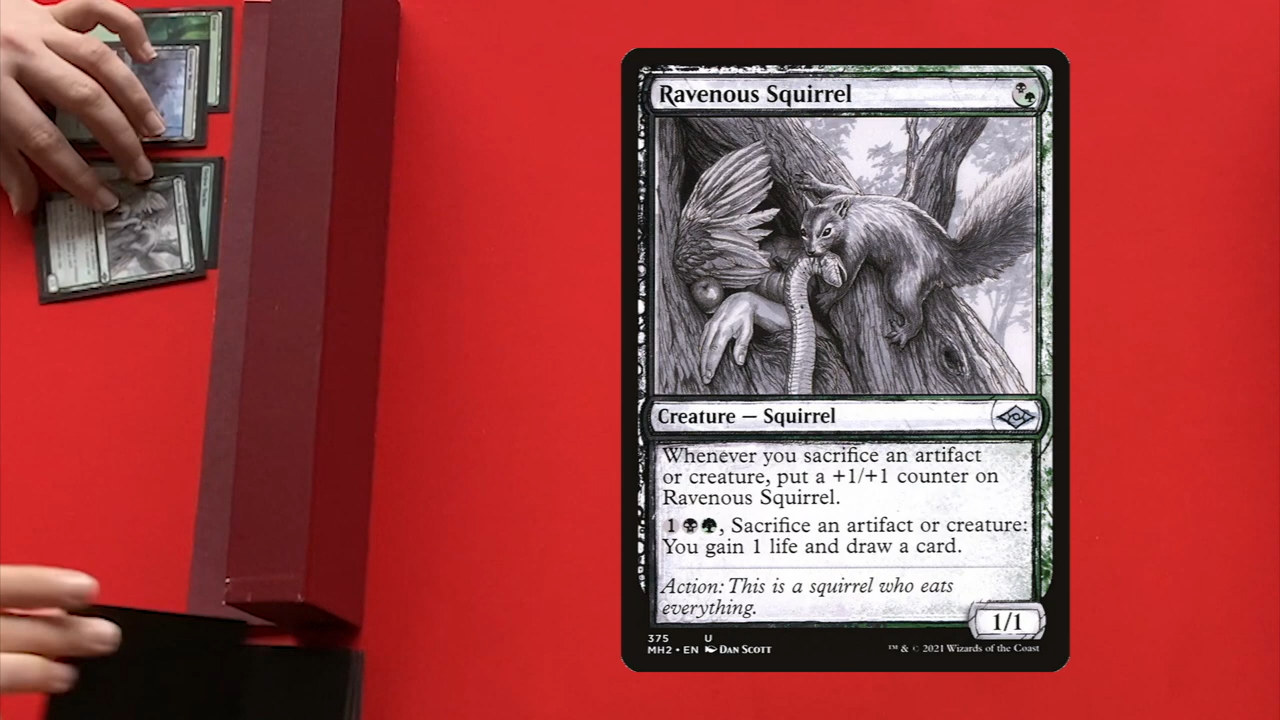 Ravenous Squirrel
Creature — Squirrel
Whenever you sacrifice an artifact
or creature, put a +1/+1 counter on
Ravenous Squirrel.
1, Sacrifice an artifact or creature:
You gain 1 life and draw a card.
Action: This is a squirrel who eats
everything.
1/1
375 U
MH2 • EN DAN SCOTT
™ & © 2021 Wizards of the Coast